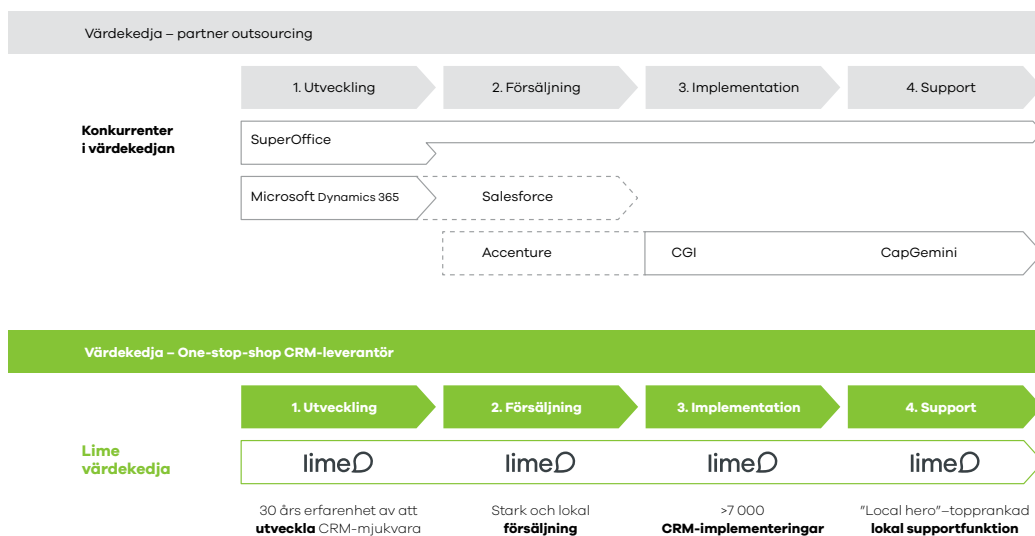 Värdekedja – partner outsourcing
1. Utveckling
2. Försäljning
3. Implementation
4. Support
Konkurrenter
i värdekedjan
SuperOffice
Microsoft Dynamics 365
Salesforce
Accenture
CGI
CapGemini
Värdekedja – One-stop-shop CRM-leverantör
1. Utveckling
2. Försäljning
3. Implementation
4. Support
Lime
värdekedja
lime
lime
lime
lime
30 års erfarenhet av att
utveckla CRM-mjukvara
Stark och lokal
försäljning
>7 000
CRM-implementeringar
"Local hero"–topprankad
lokal supportfunktion